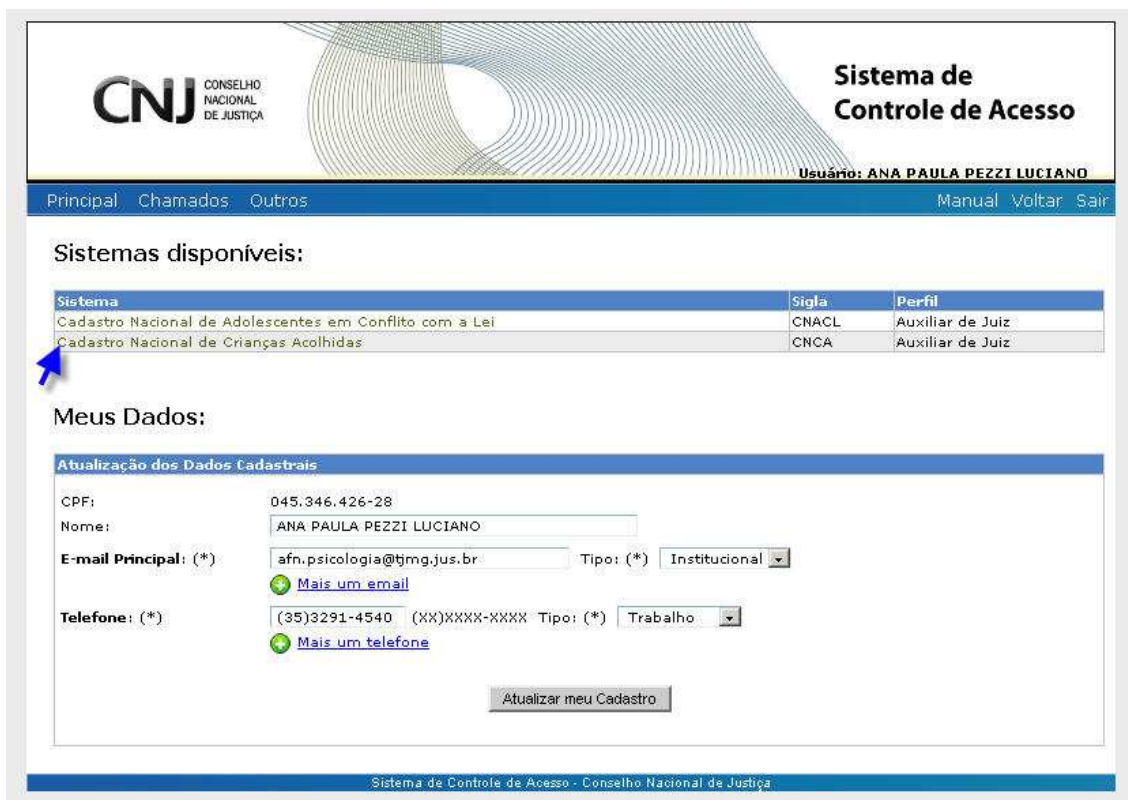 CNJ CONSELHO NACIONAL DE JUSTIÇA
Sistema de
Controle de Acesso
Usuário: ANA PAULA PEZZI LUCIANO
Principal Chamados Outros Manual Voltar Sair
Sistemas disponíveis:
Sistema Sigla Perfil
Cadastro Nacional de Adolescentes em Conflito com a Lei CNACL Auxiliar de Juiz
Cadastro Nacional de Crianças Acolhidas CNCA Auxiliar de Juiz
Meus Dados:
Atualização dos Dados Cadastrais
CPF: 045.346.426-28
Nome: ANA PAULA PEZZI LUCIANO
E-mail Principal: (*) afn.psicologia@tjmg.jus.br Tipo: (*) Institucional
Mais um email
Telefone: (*) (35)3291-4540 (XX)XXXX-XXXX Tipo: (*) Trabalho
Mais um telefone
Atualizar meu Cadastro
Sistema de Controle de Acesso - Conselho Nacional de Justiça